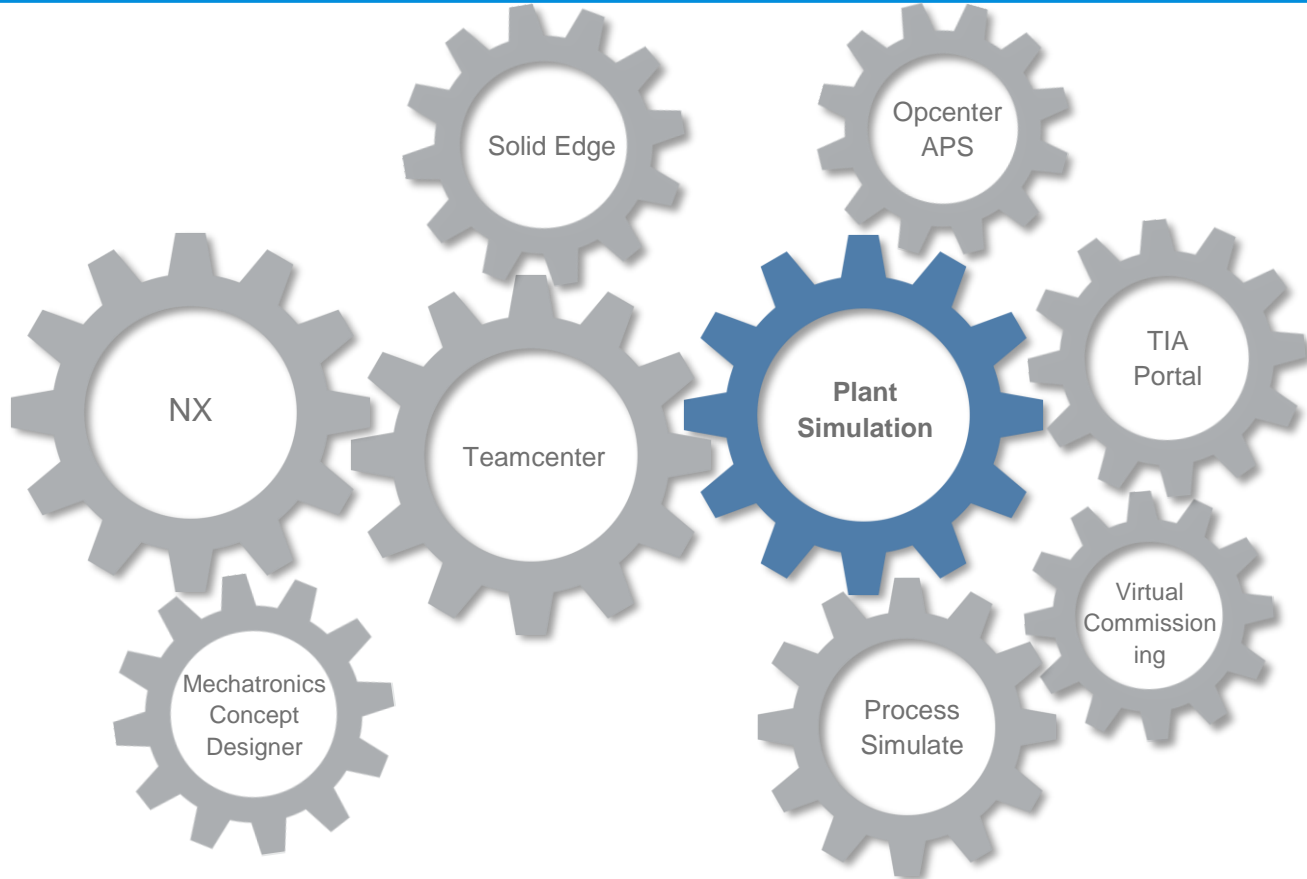 Solid Edge
Opcenter
APS
NX
Teamcenter
Plant
Simulation
TIA
Portal
Mechatronics
Concept
Designer
Process
Simulate
Virtual
Commission
ing